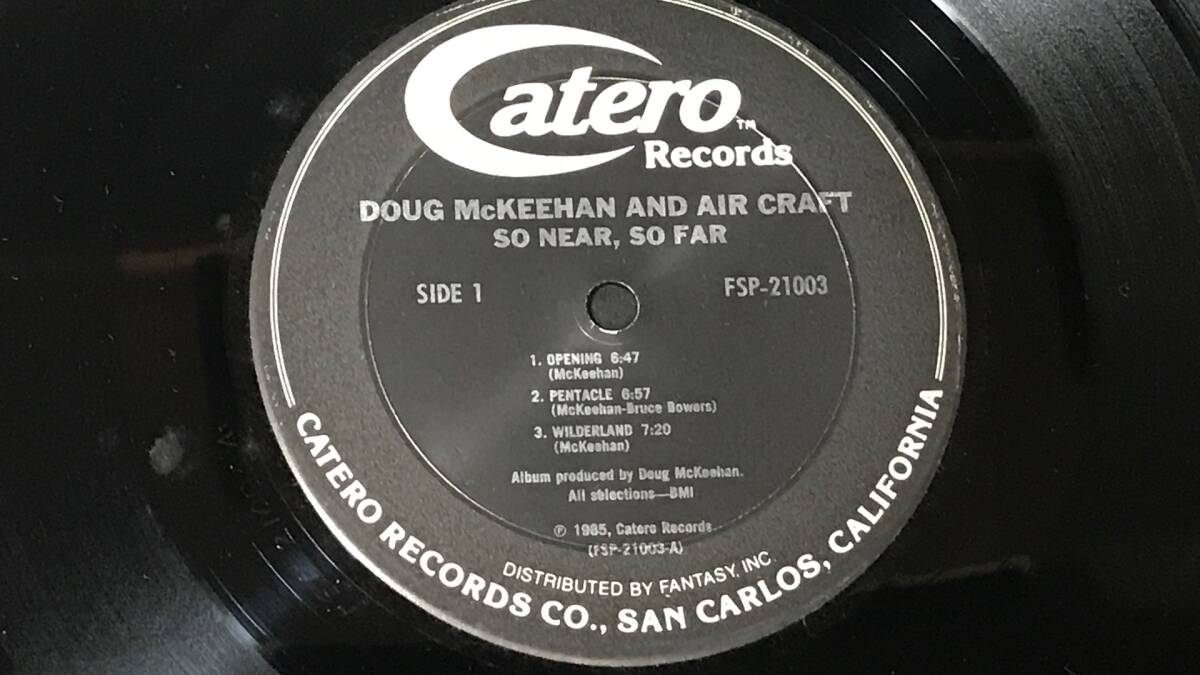 Catero™
Records
DOUG McKEEHAN AND AIR CRAFT
SO NEAR, SO FAR
SIDE 1
FSP-21003
1. OPENING 6:47
(McKeehan)
2. PENTACLE 6:57
(McKeehan-Bruce Bowers)
3. WILDERLAND 7:20
(McKeehan)
Album produced by Doug McKeehan.
All selections—BMI
℗ 1985, Catero Records
(FSP-21003-A)
DISTRIBUTED BY FANTASY, INC.
CATERO RECORDS CO., SAN CARLOS, CALIFORNIA